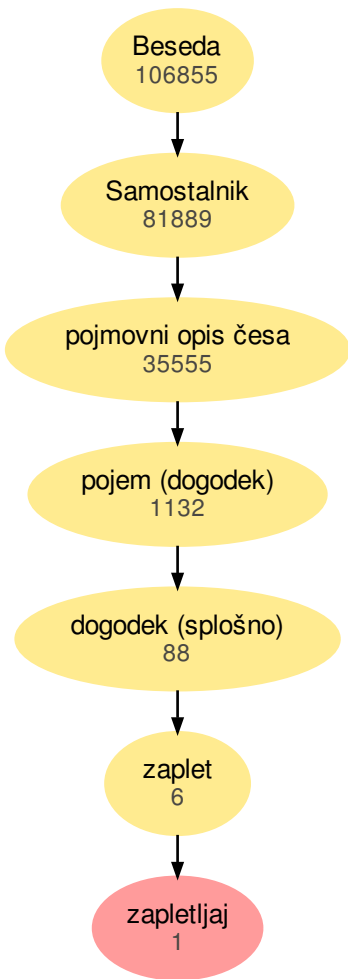 Beseda
106855
Samostalnik
81889
pojmovni opis česa
35555
pojem (dogodek)
1132
dogodek (splošno)
88
zaplet
6
zapletljaj
1